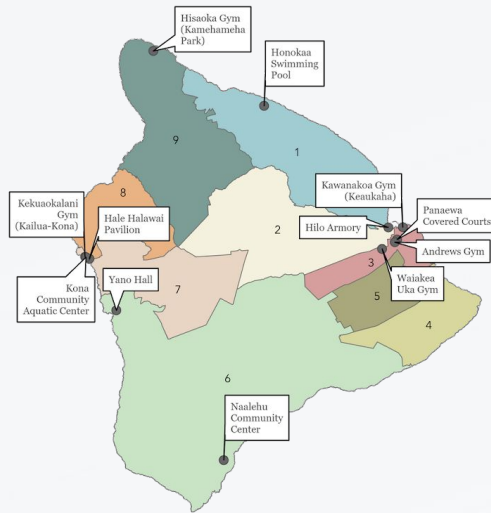 Hisaoka Gym
(Kamehameha
Park)
Honokaa
Swimming
Pool
9
1
Kawanakoa Gym
(Keaukaha)
Kekuaokalani
Gym
(Kailua-Kona)
8
Hale Halawai
Pavilion
2
Hilo Armory
Panaewa
Covered Courts
Andrews Gym
3
Waiakea
Uka Gym
Kona
Community
Aquatic Center
Yano Hall
7
5
4
6
Naalehu
Community
Center